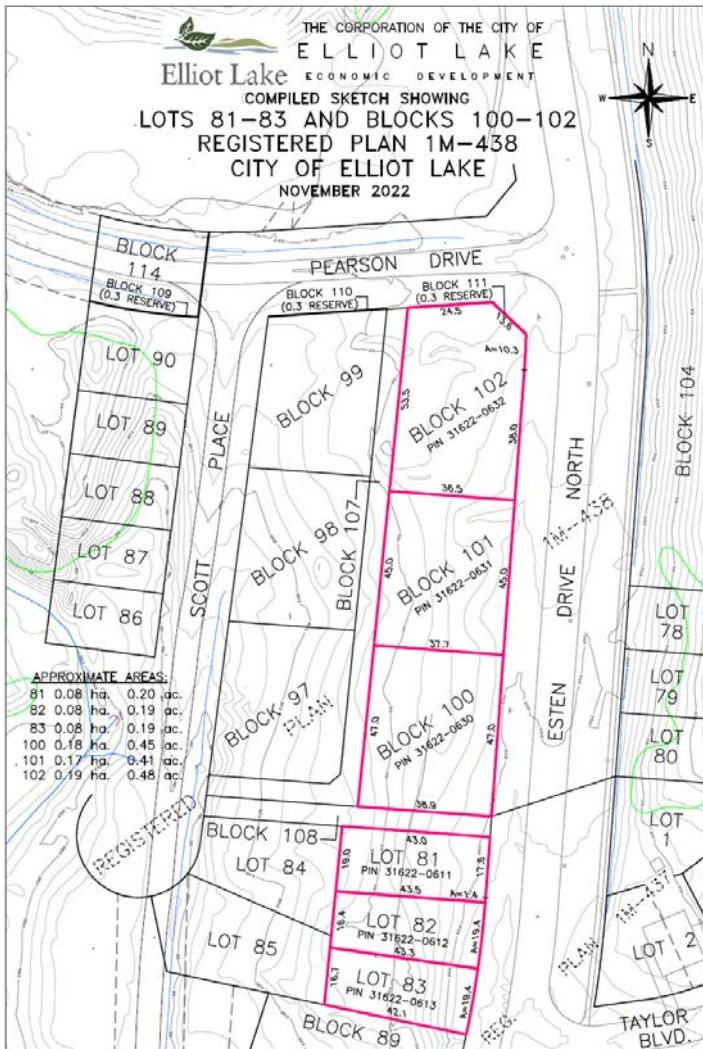 THE CORPORATION OF THE CITY OF
ELLIOT LAKE
ECONOMIC DEVELOPMENT
Elliot Lake
COMPILED SKETCH SHOWING
LOTS 81-83 AND BLOCKS 100-102
REGISTERED PLAN 1M-438
CITY OF ELLIOT LAKE
NOVEMBER 2022
N
W E
S
BLOCK
114
PEARSON DRIVE
BLOCK 109
(0.3 RESERVE)
BLOCK 110
(0.3 RESERVE)
BLOCK 111
(0.3 RESERVE)
24.5
13.6
A=10.3
LOT 90
LOT 89
LOT 88
LOT 87
LOT 86
SCOTT PLACE
BLOCK 99
BLOCK 98
BLOCK 97
BLOCK 107
PLAN
BLOCK 102
PIN 31622-0632
53.5
38.0
36.5
BLOCK 101
PIN 31622-0631
45.0
45.0
37.7
BLOCK 100
PIN 31622-0630
47.0
47.0
38.9
ESTEN DRIVE NORTH
1M-438
BLOCK 104
LOT
78
LOT
79
LOT
80
LOT
1
APPROXIMATE AREAS:
81 0.08 ha. 0.20 ac.
82 0.08 ha. 0.19 ac.
83 0.08 ha. 0.19 ac.
100 0.18 ha. 0.45 ac.
101 0.17 ha. 0.41 ac.
102 0.19 ha. 0.48 ac.
REGISTERED
BLOCK 108
LOT 84
LOT 85
43.0
19.0
LOT 81
PIN 31622-0611
17.8
43.5
A=1.4
16.4
LOT 82
PIN 31622-0612
A=19.4
43.3
16.7
LOT 83
PIN 31622-0613
A=19.4
42.1
BLOCK 89
REG.
PLAN 1M-437
LOT 2
TAYLOR
BLVD.